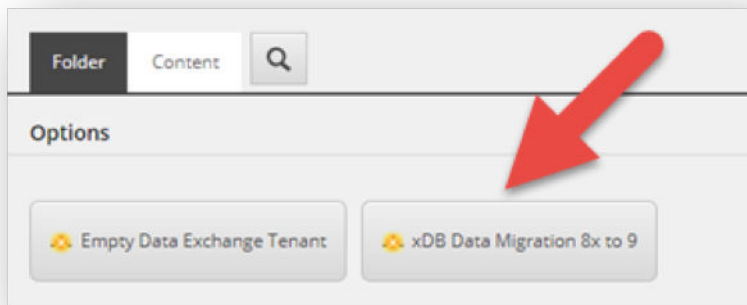 Folder Content
Options
Empty Data Exchange Tenant xDB Data Migration 8x to 9